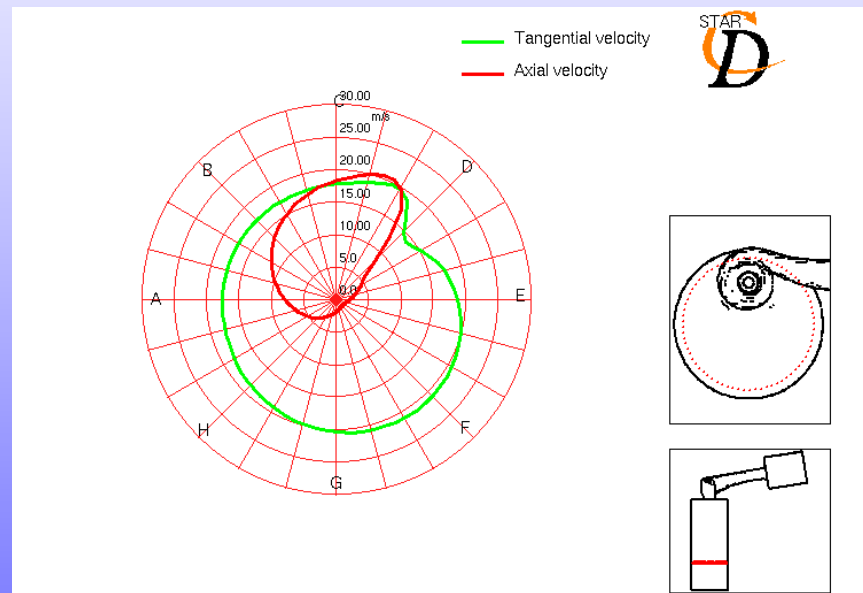 Tangential velocity
Axial velocity
STAR
CD
C
30.00
m/s
25.00
20.00
15.00
10.00
5.0
0.0
B
D
A
E
H
F
G